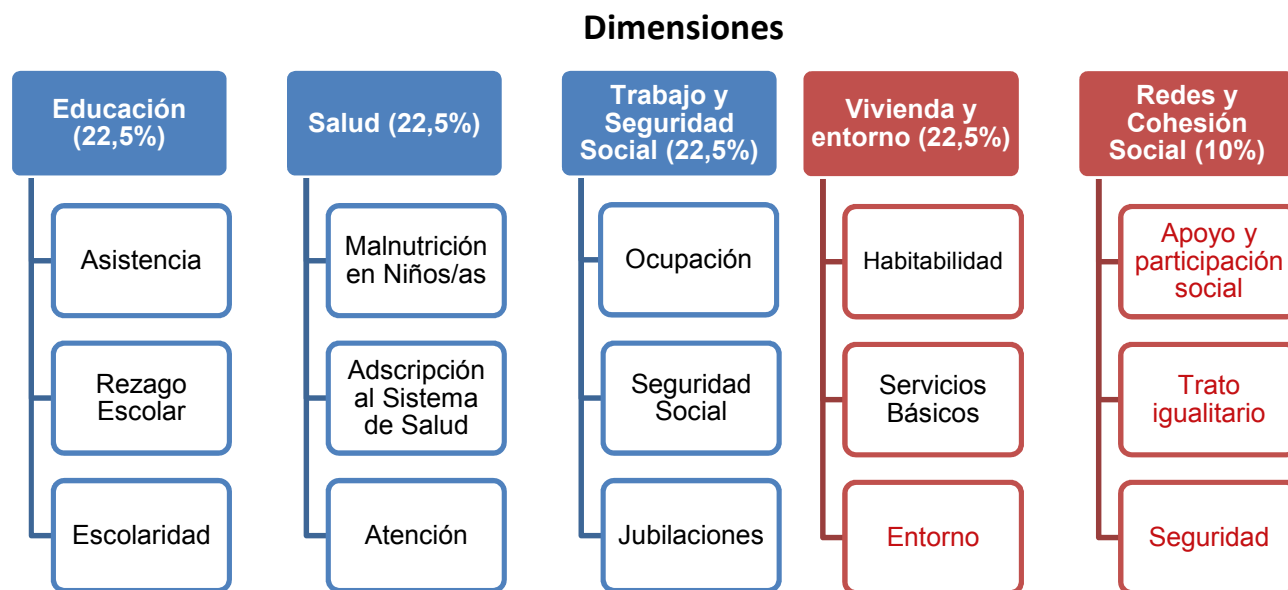 Dimensiones
Educación
(22,5%)
Asistencia
Rezago
Escolar
Escolaridad
Salud (22,5%)
Malnutrición
en Niños/as
Adscripción
al Sistema
de Salud
Atención
Trabajo y
Seguridad
Social (22,5%)
Ocupación
Seguridad
Social
Jubilaciones
Vivienda y
entorno (22,5%)
Habitabilidad
Servicios
Básicos
Entorno
Redes y
Cohesión
Social (10%)
Apoyo y
participación
social
Trato
igualitario
Seguridad